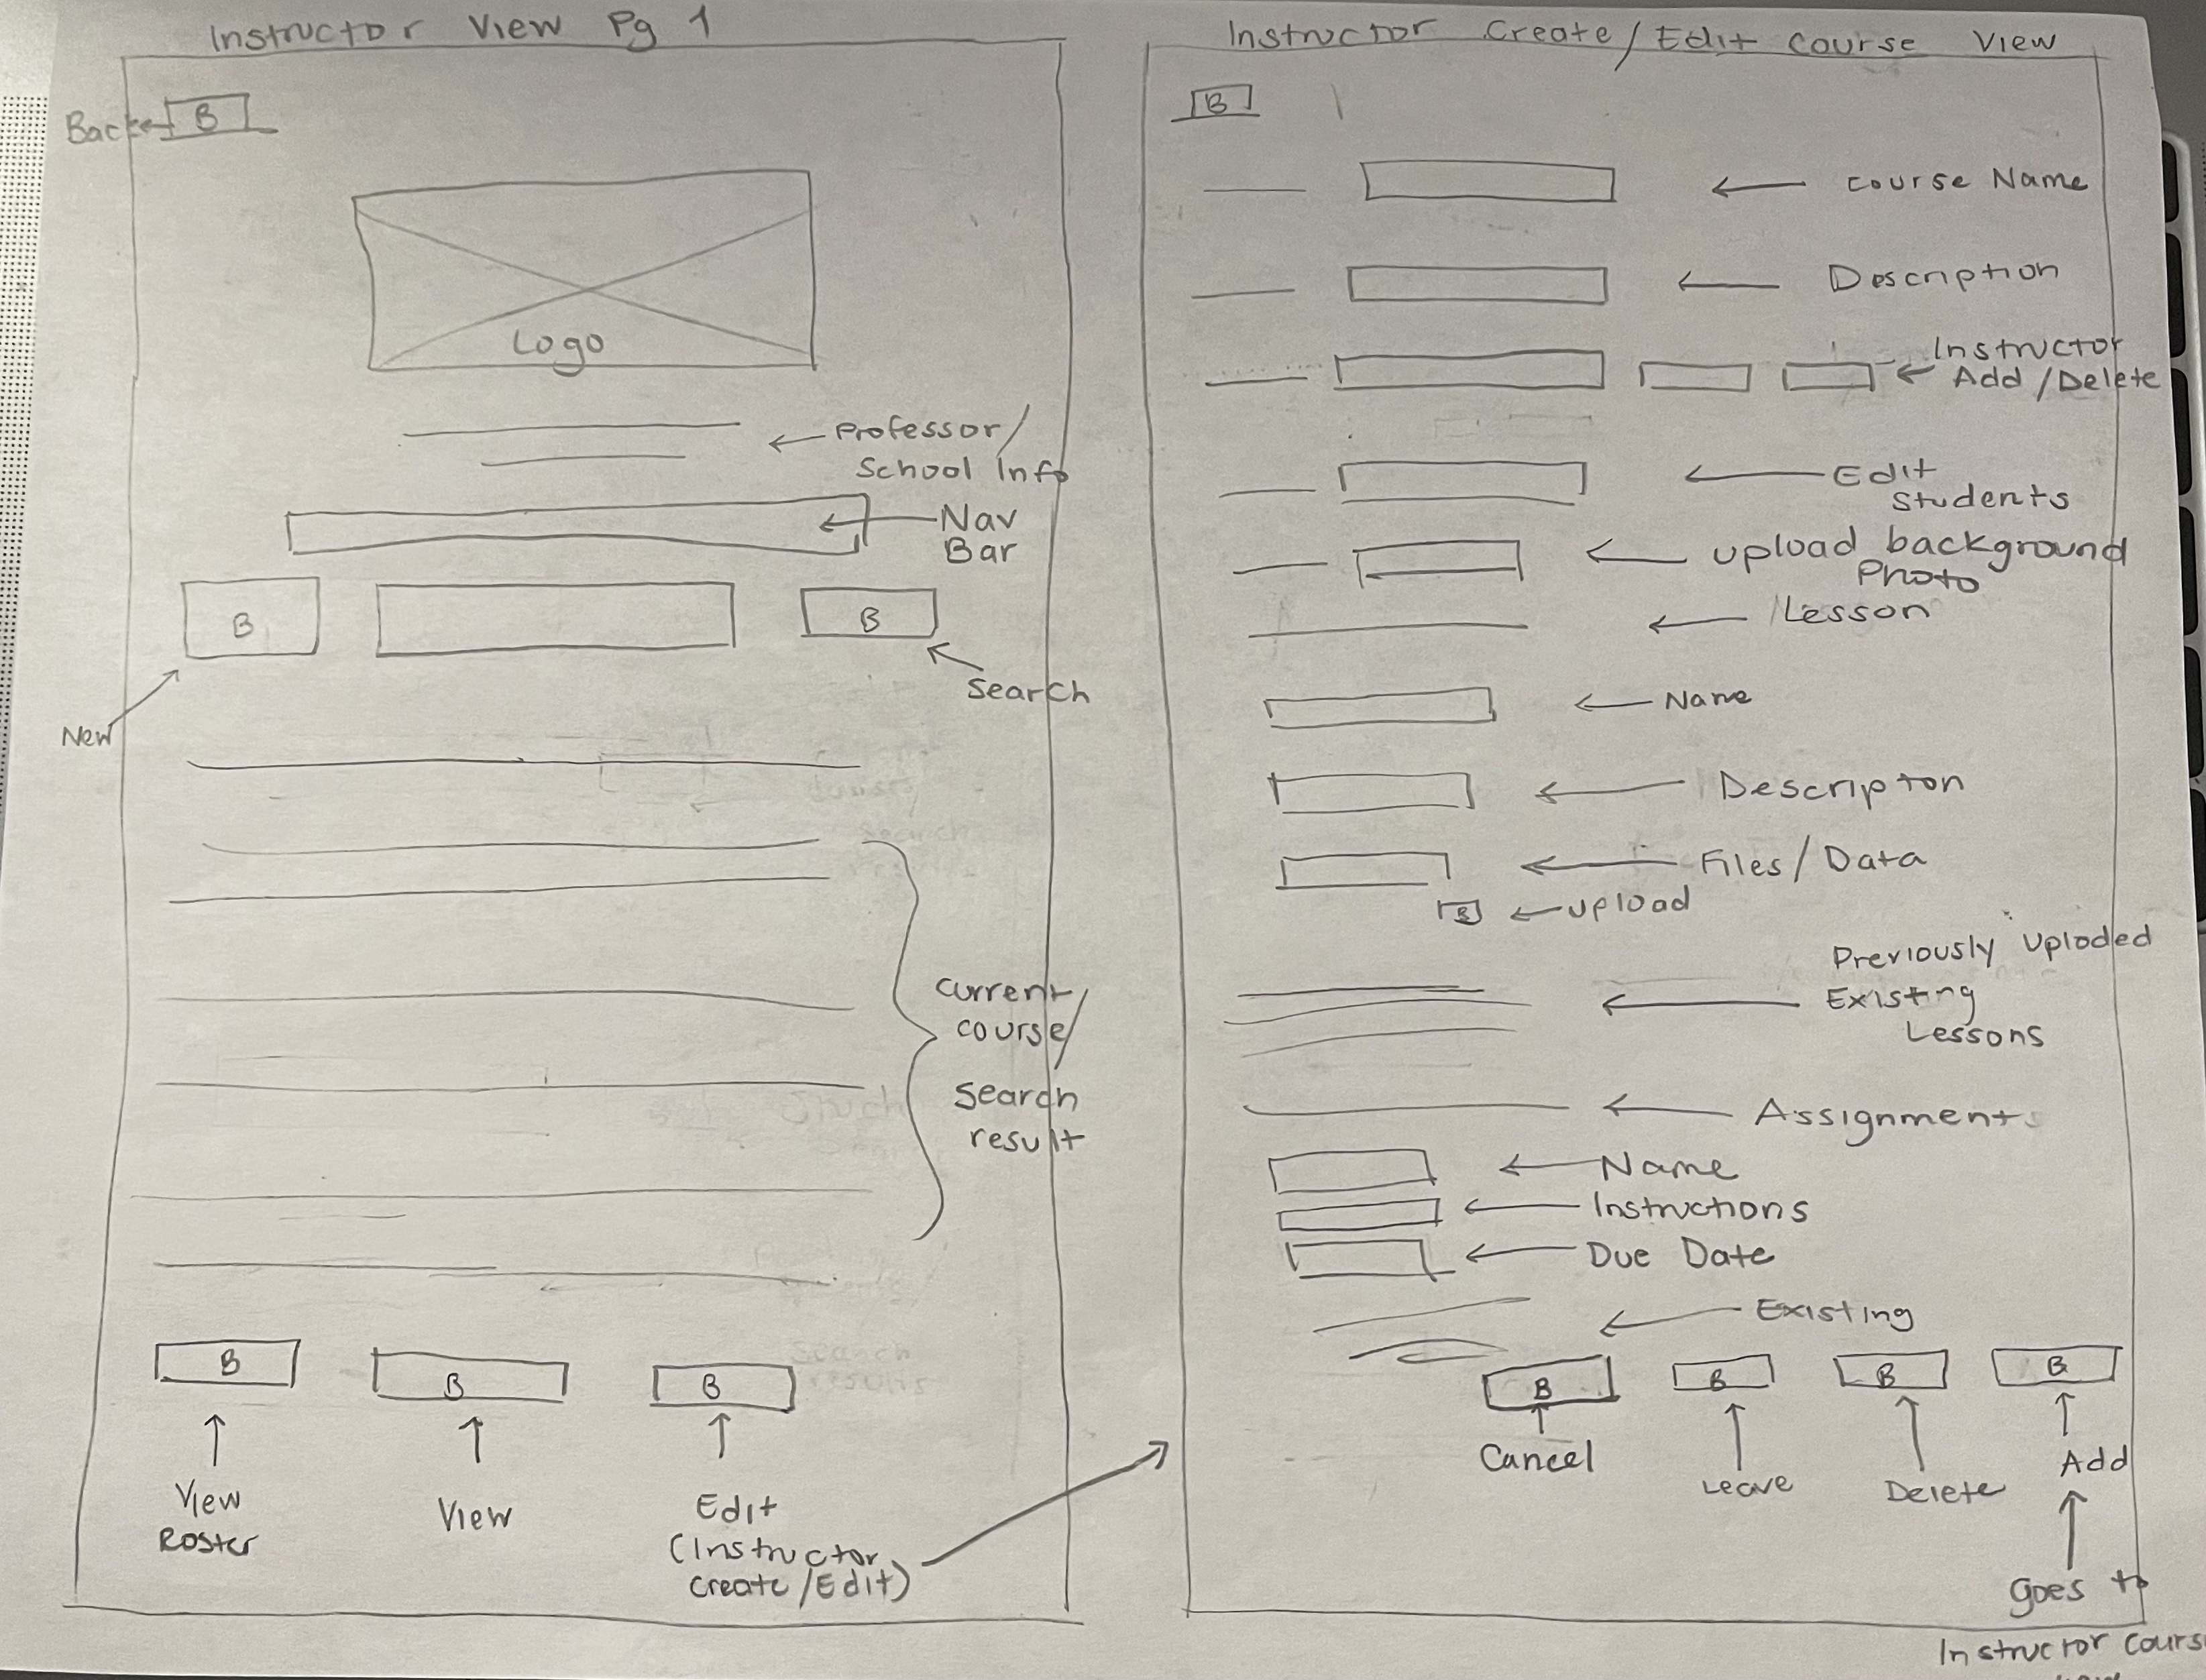 Instructor View Pg 1
Back
B
Logo
Professor/
School Info
Nav
Bar
B
B
Search
New
current/
course/
search
result
B
B
B
View
Roster
View
Edit
(Instructor
create/Edit)
Instructor Create/Edit course View
B
course Name
Description
Instructor
Add/Delete
Edit
Students
upload background
Photo
Lesson
Name
Descripton
Files/Data
B
upload
Previously Uploded
Existing
Lessons
Assignments
Name
Instructions
Due Date
Existing
B
B
B
B
Cancel
Leave
Delete
Add
Goes to
Instructor Cours